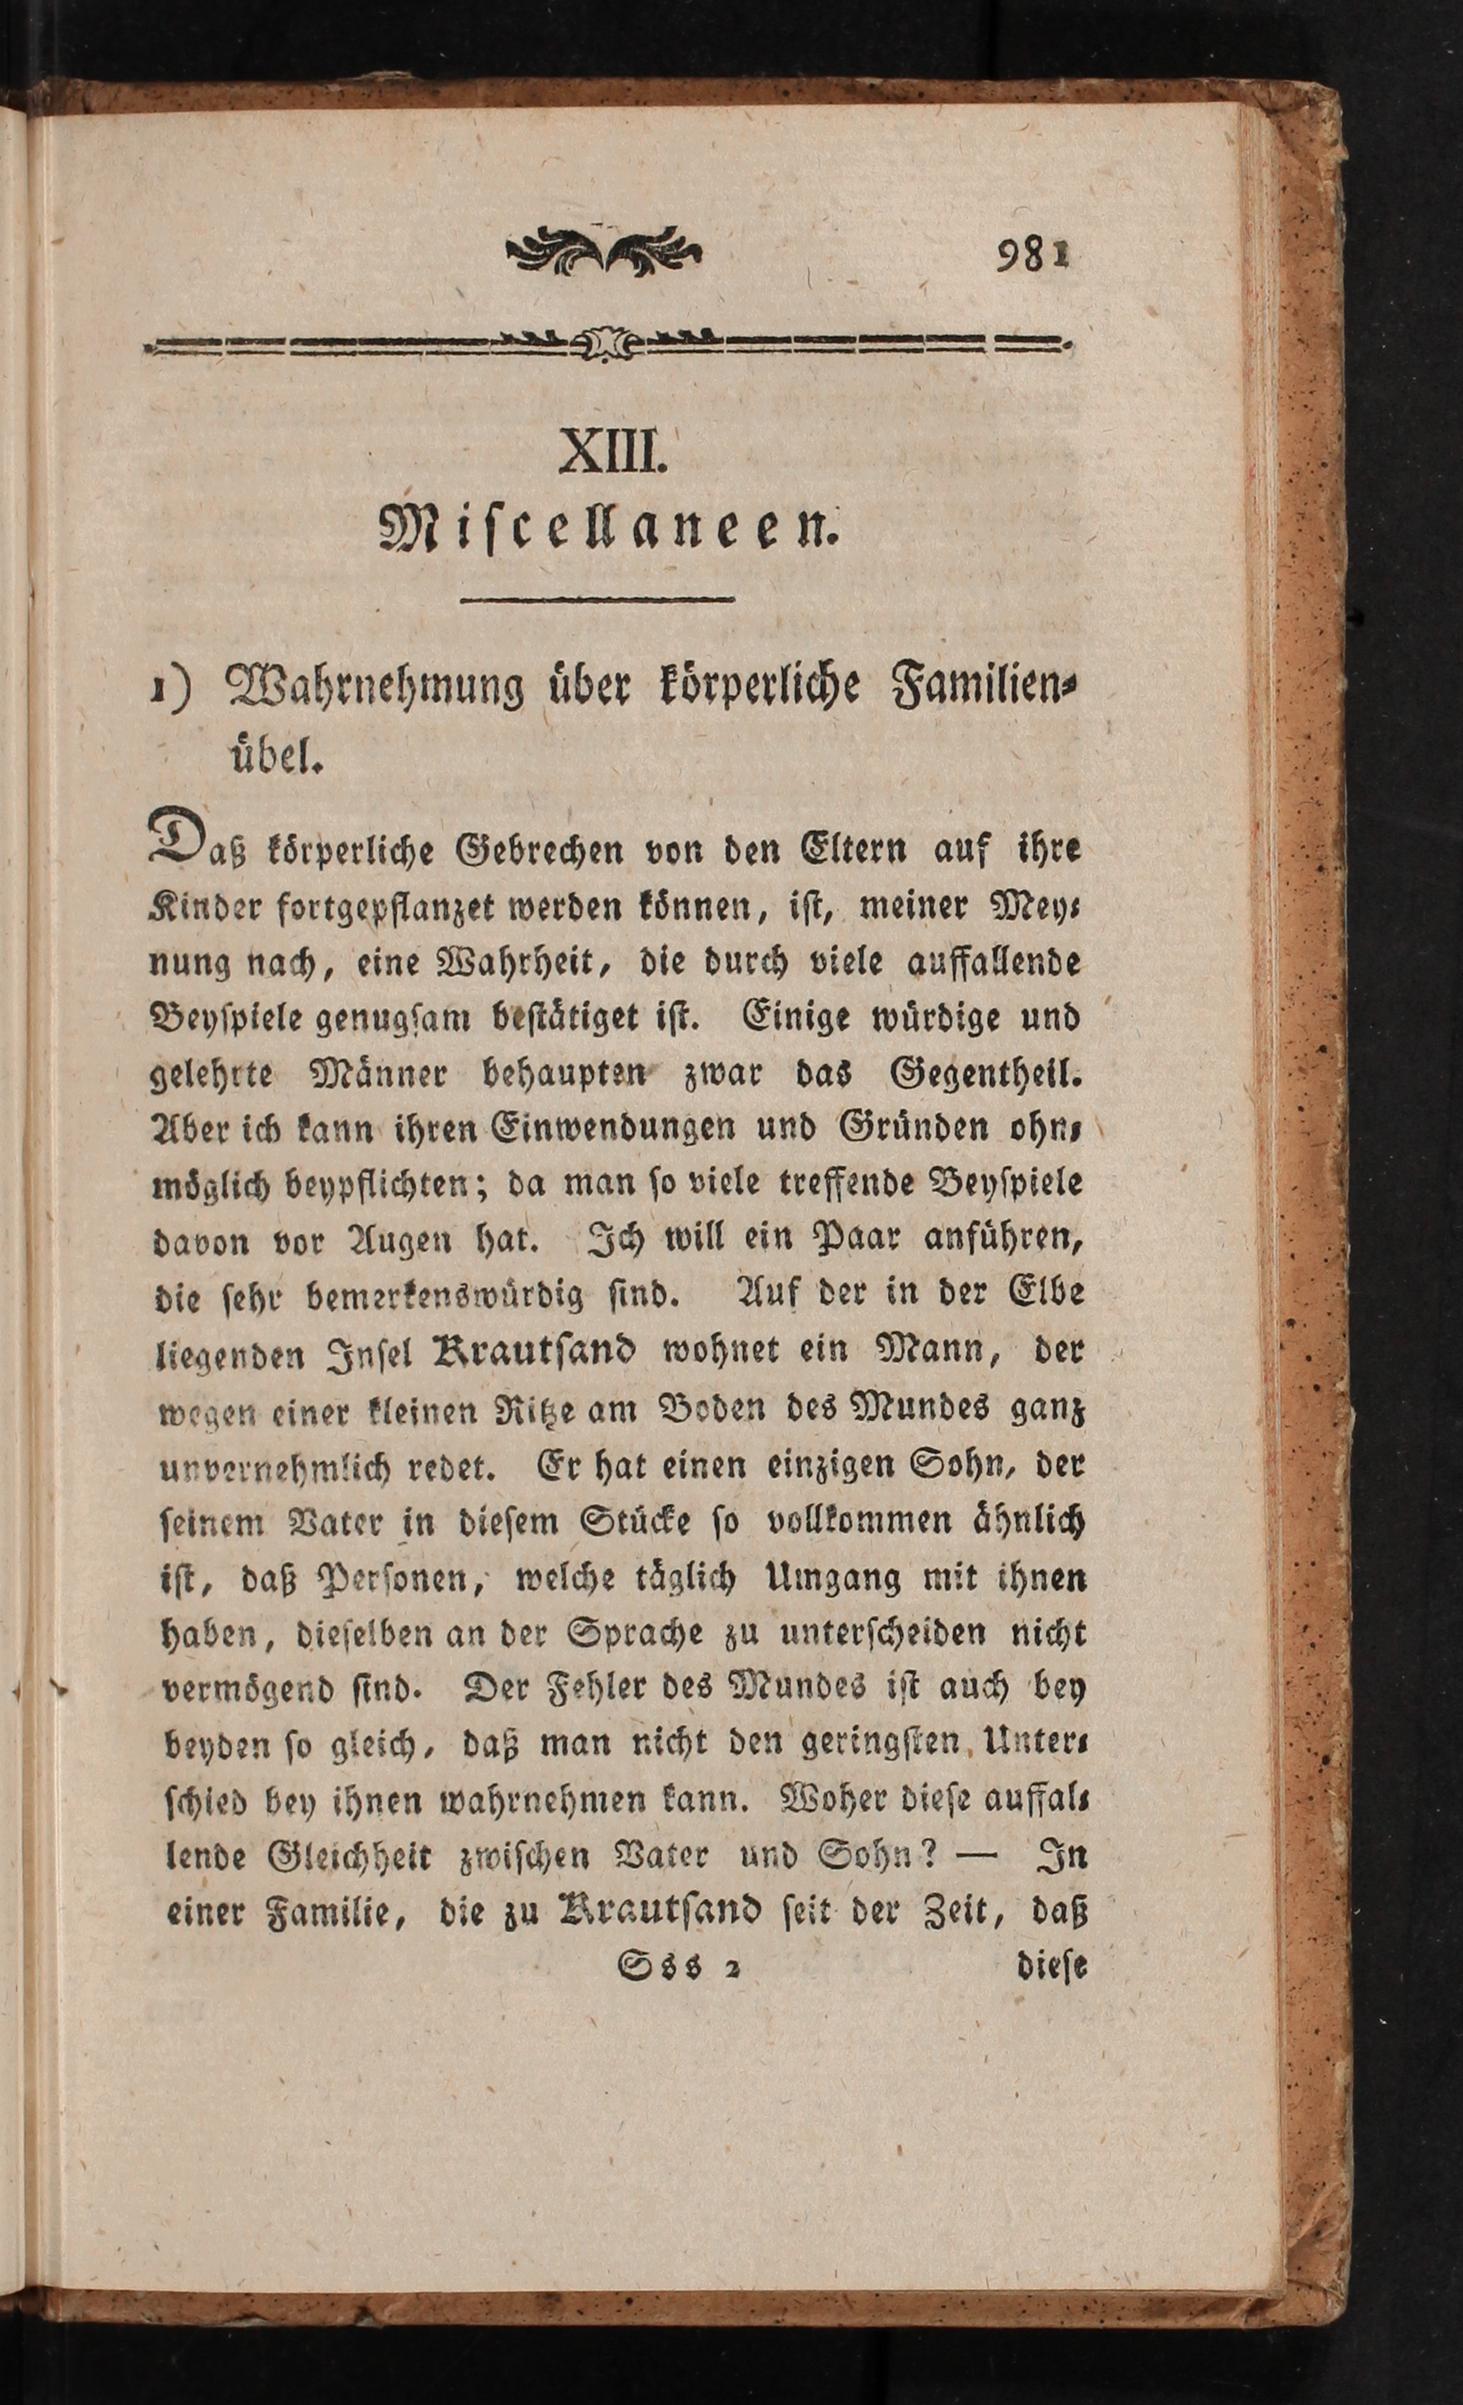 981
XIII.
Miſcellaneen.
1) Wahrnehmung über körperliche Familien-
übel.
Daß körperliche Gebrechen von den Eltern auf ihre
Kinder fortgepflanzet werden können, iſt, meiner Mey-
nung nach, eine Wahrheit, die durch viele auffallende
Beyſpiele genugſam beſtätiget iſt. Einige würdige und
gelehrte Männer behaupten zwar das Gegentheil.
Aber ich kann ihren Einwendungen und Gründen ohn-
möglich beypflichten; da man ſo viele treffende Beyſpiele
davon vor Augen hat. Ich will ein Paar anführen,
die ſehr bemerkenswürdig ſind. Auf der in der Elbe
liegenden Inſel Krautſand wohnet ein Mann, der
wegen einer kleinen Ritze am Boden des Mundes ganz
unvernehmlich redet. Er hat einen einzigen Sohn, der
ſeinem Vater in dieſem Stücke ſo vollkommen ähnlich
iſt, daß Perſonen, welche täglich Umgang mit ihnen
haben, dieſelben an der Sprache zu unterſcheiden nicht
vermögend ſind. Der Fehler des Mundes iſt auch bey
beyden ſo gleich, daß man nicht den geringſten Unter-
ſchied bey ihnen wahrnehmen kann. Woher dieſe auffal-
lende Gleichheit zwiſchen Vater und Sohn? — In
einer Familie, die zu Krautſand ſeit der Zeit, daß
Sss 2 dieſe